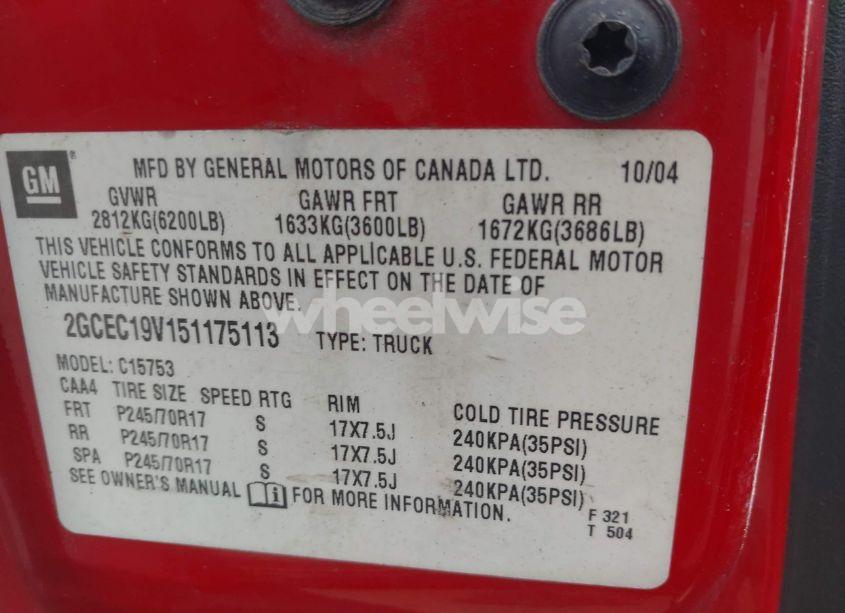 GM
MFD BY GENERAL MOTORS OF CANADA LTD. 10/04
GVWR GAWR FRT GAWR RR
2812KG(6200LB) 1633KG(3600LB) 1672KG(3686LB)
THIS VEHICLE CONFORMS TO ALL APPLICABLE U.S. FEDERAL MOTOR
VEHICLE SAFETY STANDARDS IN EFFECT ON THE DATE OF
MANUFACTURE SHOWN ABOVE.
wheelwise
2GCEC19V151175113 TYPE: TRUCK
MODEL: C15753
CAA4 TIRE SIZE SPEED RTG RIM COLD TIRE PRESSURE
FRT P245/70R17 S 17X7.5J 240KPA(35PSI)
RR P245/70R17 S 17X7.5J 240KPA(35PSI)
SPA P245/70R17 S 17X7.5J 240KPA(35PSI)
SEE OWNER'S MANUAL FOR MORE INFORMATION.
F 321
T 504